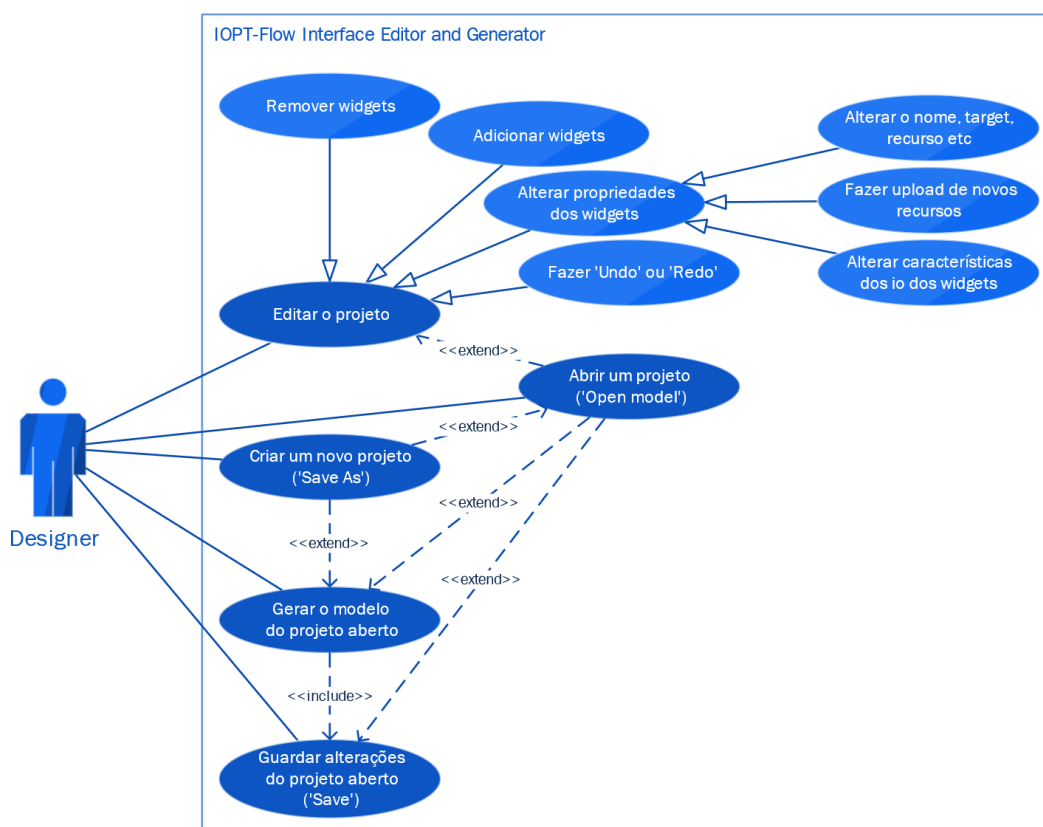 IOPT-Flow Interface Editor and Generator
Remover widgets
Adicionar widgets
Alterar o nome, target,
recurso etc
Alterar propriedades
dos widgets
Fazer upload de novos
recursos
Fazer 'Undo' ou 'Redo'
Alterar características
dos io dos widgets
Editar o projeto
<<extend>>
Abrir um projeto
('Open model')
<<extend>>
Criar um novo projeto
('Save As')
<<extend>>
Designer
<<extend>>
<<extend>>
Gerar o modelo
do projeto aberto
<<include>>
Guardar alterações
do projeto aberto
('Save')